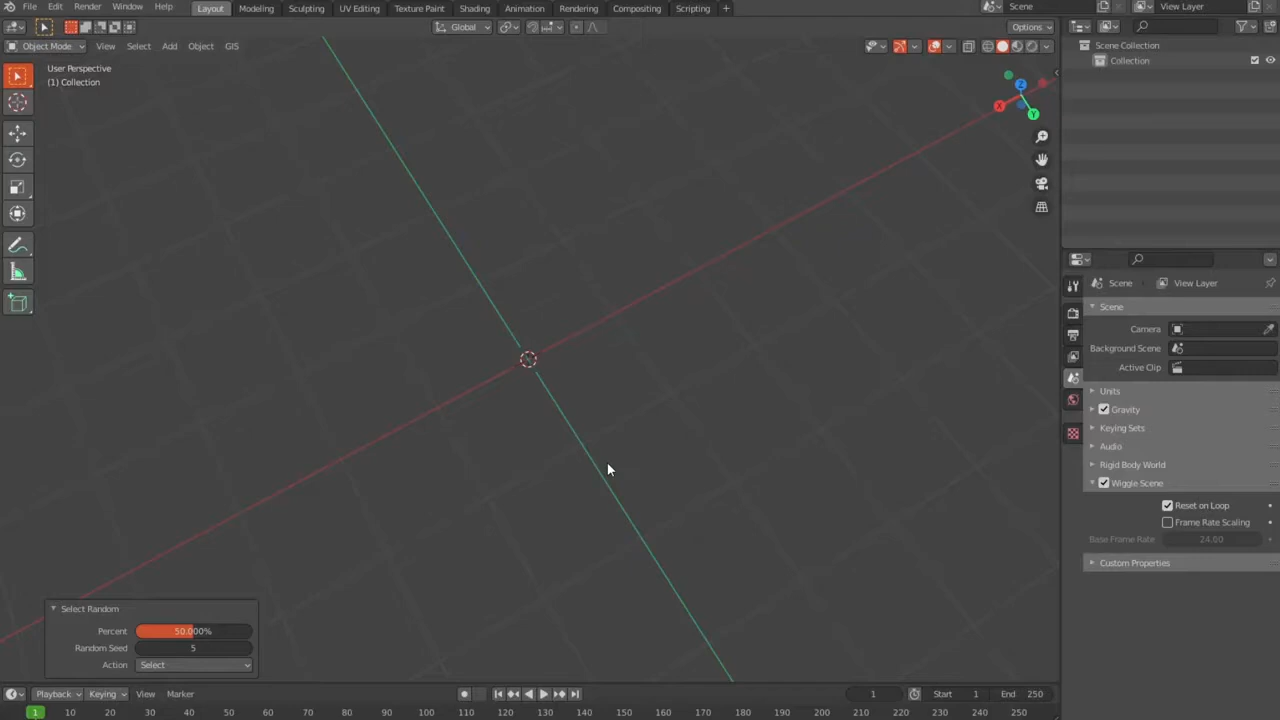 File Edit Render Window Help Layout Modeling Sculpting UV Editing Texture Paint Shading Animation Rendering Compositing Scripting + Scene View Layer
Global Options
Object Mode View Select Add Object GIS
User Perspective
(1) Collection
Z
X
Y
Scene Collection
Collection
Scene View Layer
Scene
Camera
Background Scene
Active Clip
Units
Gravity
Keying Sets
Audio
Rigid Body World
Wiggle Scene
Reset on Loop
Frame Rate Scaling
Base Frame Rate 24.00
Custom Properties
Select Random
Percent 50.000%
Random Seed 5
Action Select
Playback Keying View Marker 1 Start 1 End 250
1 10 20 30 40 50 60 70 80 90 100 110 120 130 140 150 160 170 180 190 200 210 220 230 240 250